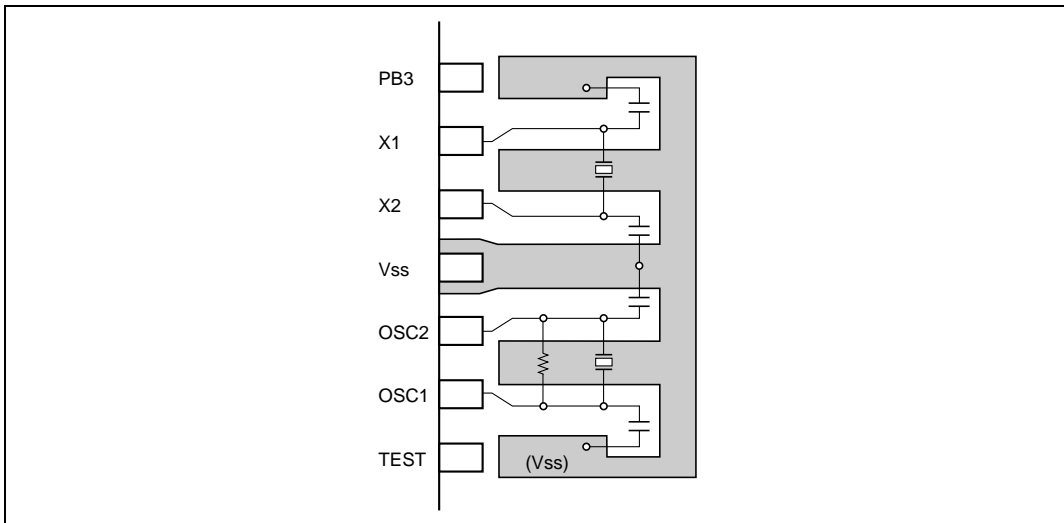 PB3
X1
X2
Vss
OSC2
OSC1
TEST
(Vss)